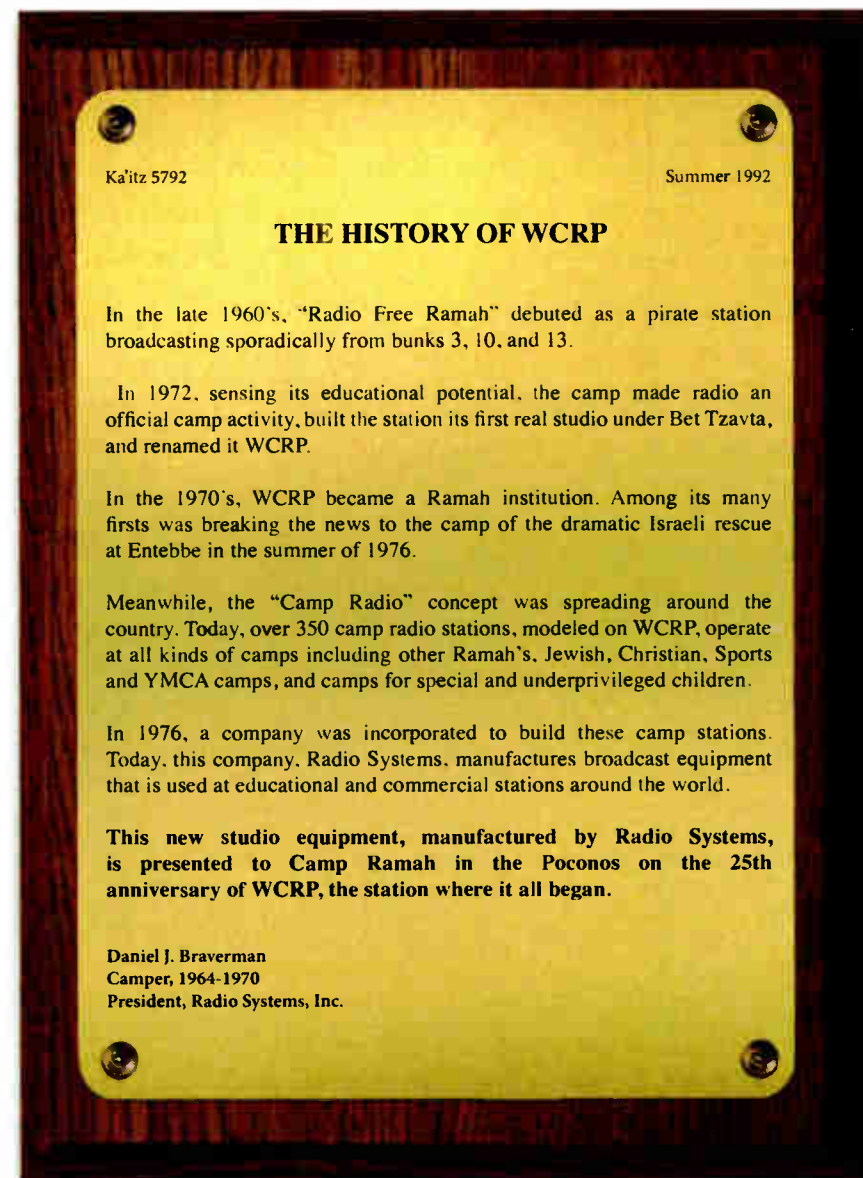 Ka'itz 5792 Summer 1992
THE HISTORY OF WCRP
In the late 1960's, "Radio Free Ramah" debuted as a pirate station
broadcasting sporadically from bunks 3, 10, and 13.
In 1972, sensing its educational potential, the camp made radio an
official camp activity, built the station its first real studio under Bet Tzavta,
and renamed it WCRP.
In the 1970's, WCRP became a Ramah institution. Among its many
firsts was breaking the news to the camp of the dramatic Israeli rescue
at Entebbe in the summer of 1976.
Meanwhile, the "Camp Radio" concept was spreading around the
country. Today, over 350 camp radio stations, modeled on WCRP, operate
at all kinds of camps including other Ramah's, Jewish, Christian, Sports
and YMCA camps, and camps for special and underprivileged children.
In 1976, a company was incorporated to build these camp stations.
Today, this company, Radio Systems, manufactures broadcast equipment
that is used at educational and commercial stations around the world.
This new studio equipment, manufactured by Radio Systems,
is presented to Camp Ramah in the Poconos on the 25th
anniversary of WCRP, the station where it all began.
Daniel J. Braverman
Camper, 1964-1970
President, Radio Systems, Inc.